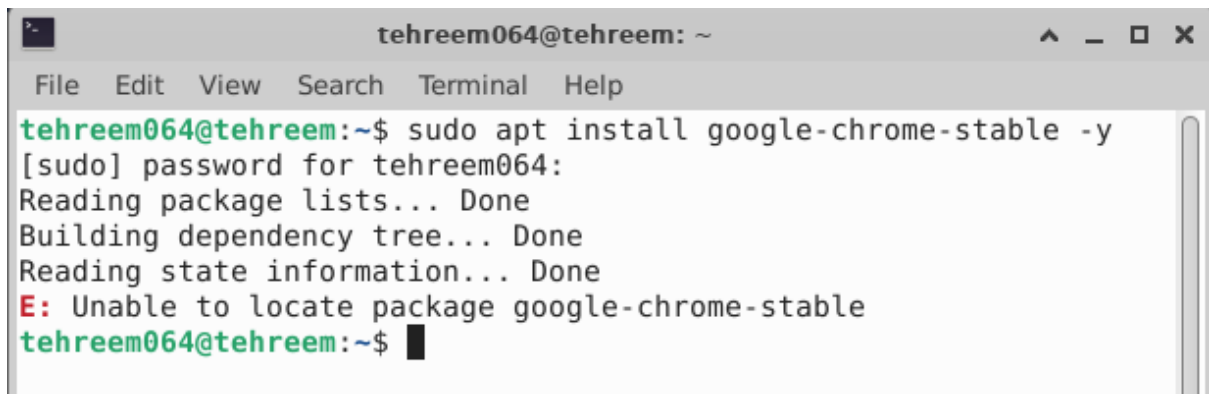 tehreem064@tehreem: ~
File Edit View Search Terminal Help
tehreem064@tehreem:~$ sudo apt install google-chrome-stable -y
[sudo] password for tehreem064:
Reading package lists... Done
Building dependency tree... Done
Reading state information... Done
E: Unable to locate package google-chrome-stable
tehreem064@tehreem:~$